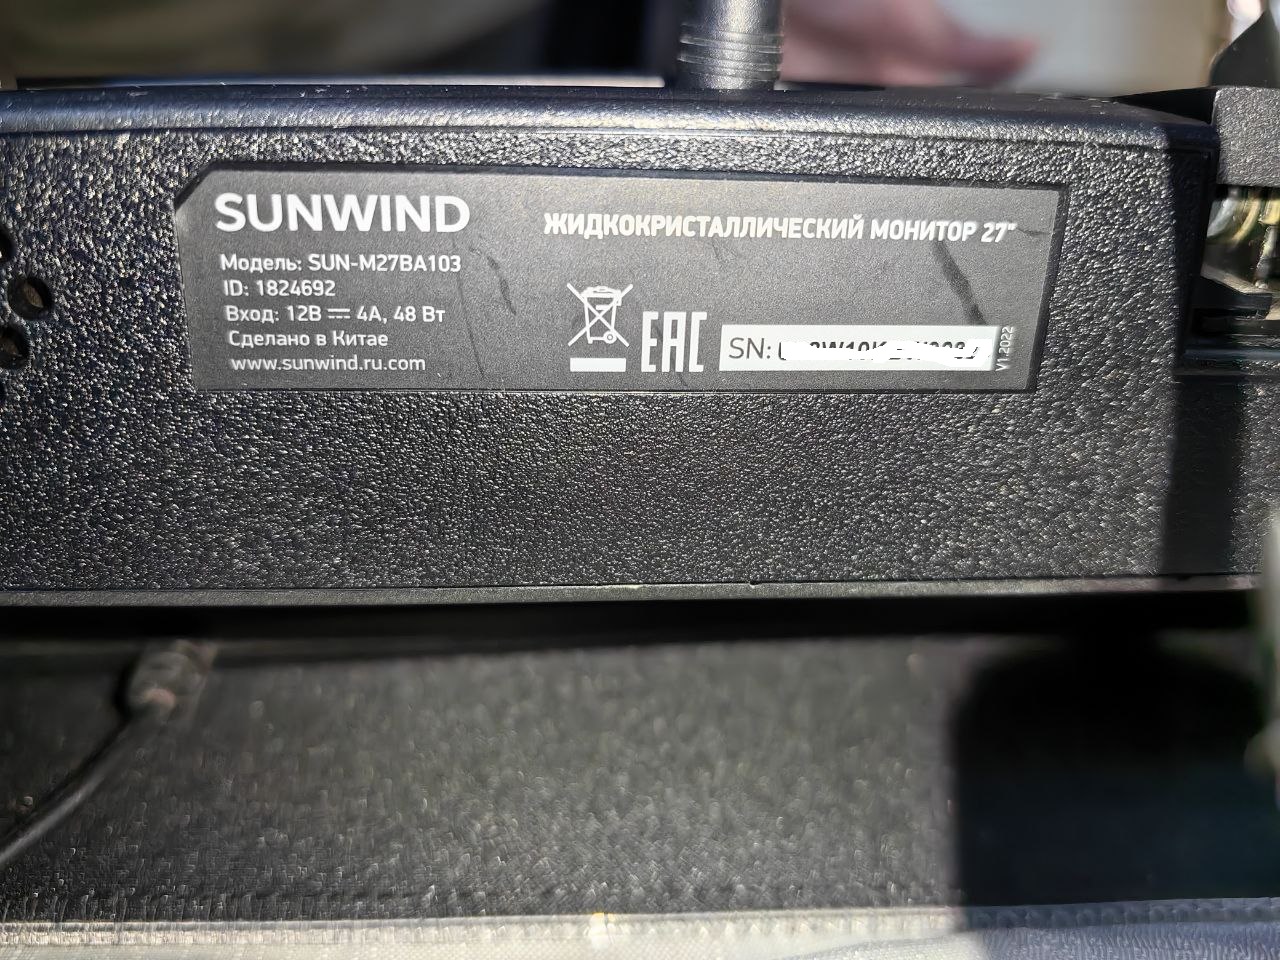 SUNWIND
ЖИДКОКРИСТАЛЛИЧЕСКИЙ МОНИТОР 27"
Модель: SUN-M27BA103
ID: 1824692
Вход: 12В ⎓ 4А, 48 Вт
Сделано в Китае
www.sunwind.ru.com
EAC
SN:
V1.2022